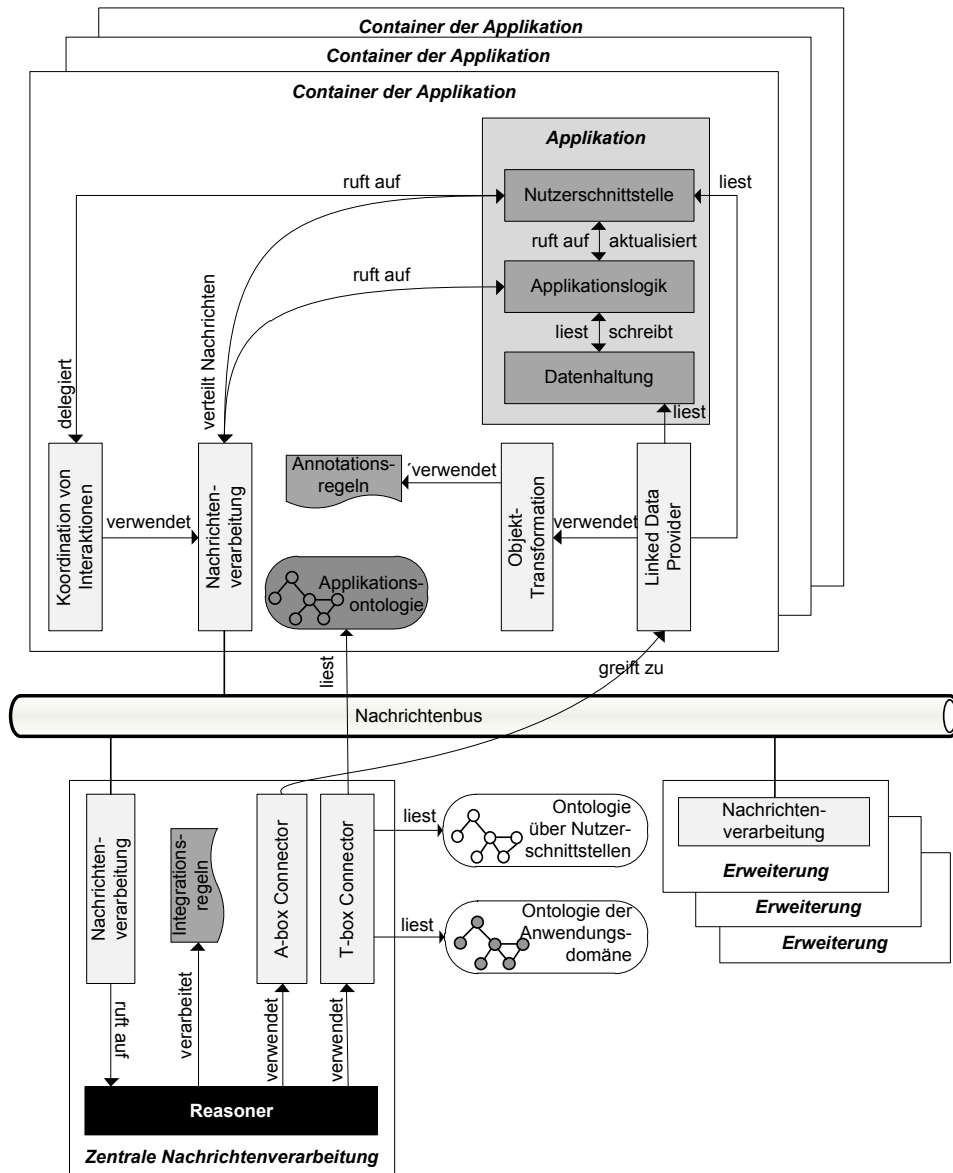 Container der Applikation
Container der Applikation
Container der Applikation
Applikation
ruft auf
Nutzerschnittstelle
liest
ruft auf
aktualisiert
ruft auf
Applikationslogik
liest
schreibt
Datenhaltung
liest
delegiert
verteilt Nachrichten
Koordination von
Interaktionen
verwendet
Nachrichten-
verarbeitung
Annotations-
regeln
´verwendet
Objekt-
Transformation
verwendet
Linked Data
Provider
Applikations-
ontologie
liest
greift zu
Nachrichtenbus
Nachrichten-
verarbeitung
Integrations-
regeln
A-box Connector
T-box Connector
liest
Ontologie
über Nutzer-
schnittstellen
liest
Ontologie der
Anwendungs-
domäne
Nachrichten-
verarbeitung
Erweiterung
Erweiterung
Erweiterung
ruft auf
verarbeitet
verwendet
verwendet
Reasoner
Zentrale Nachrichtenverarbeitung